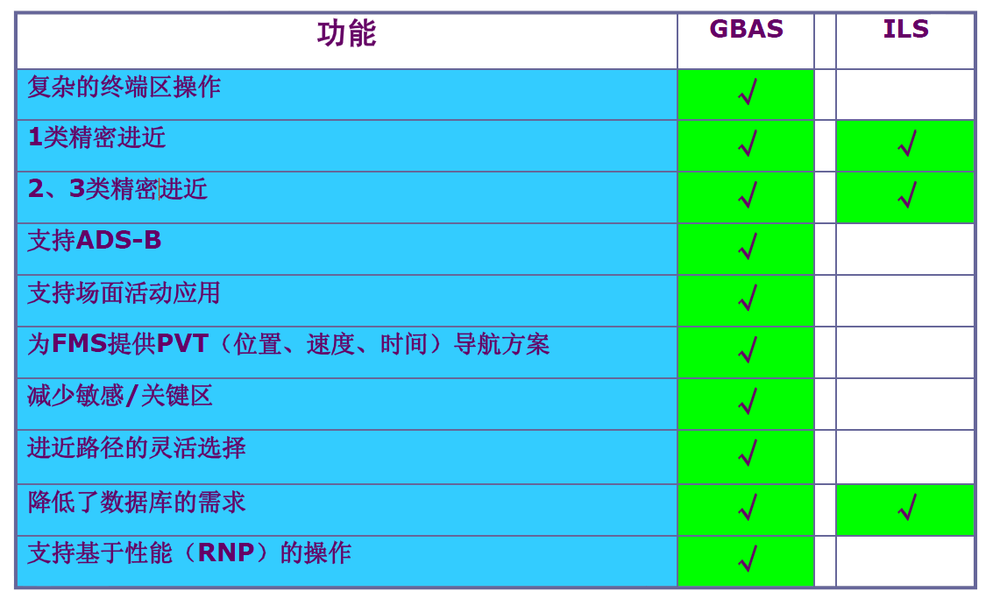 功能 GBAS ILS
复杂的终端区操作 √
1类精密进近 √ √
2、3类精密进近 √ √
支持ADS-B √
支持场面活动应用 √
为FMS提供PVT（位置、速度、时间）导航方案 √
减少敏感/关键区 √
进近路径的灵活选择 √
降低了数据库的需求 √ √
支持基于性能（RNP）的操作 √